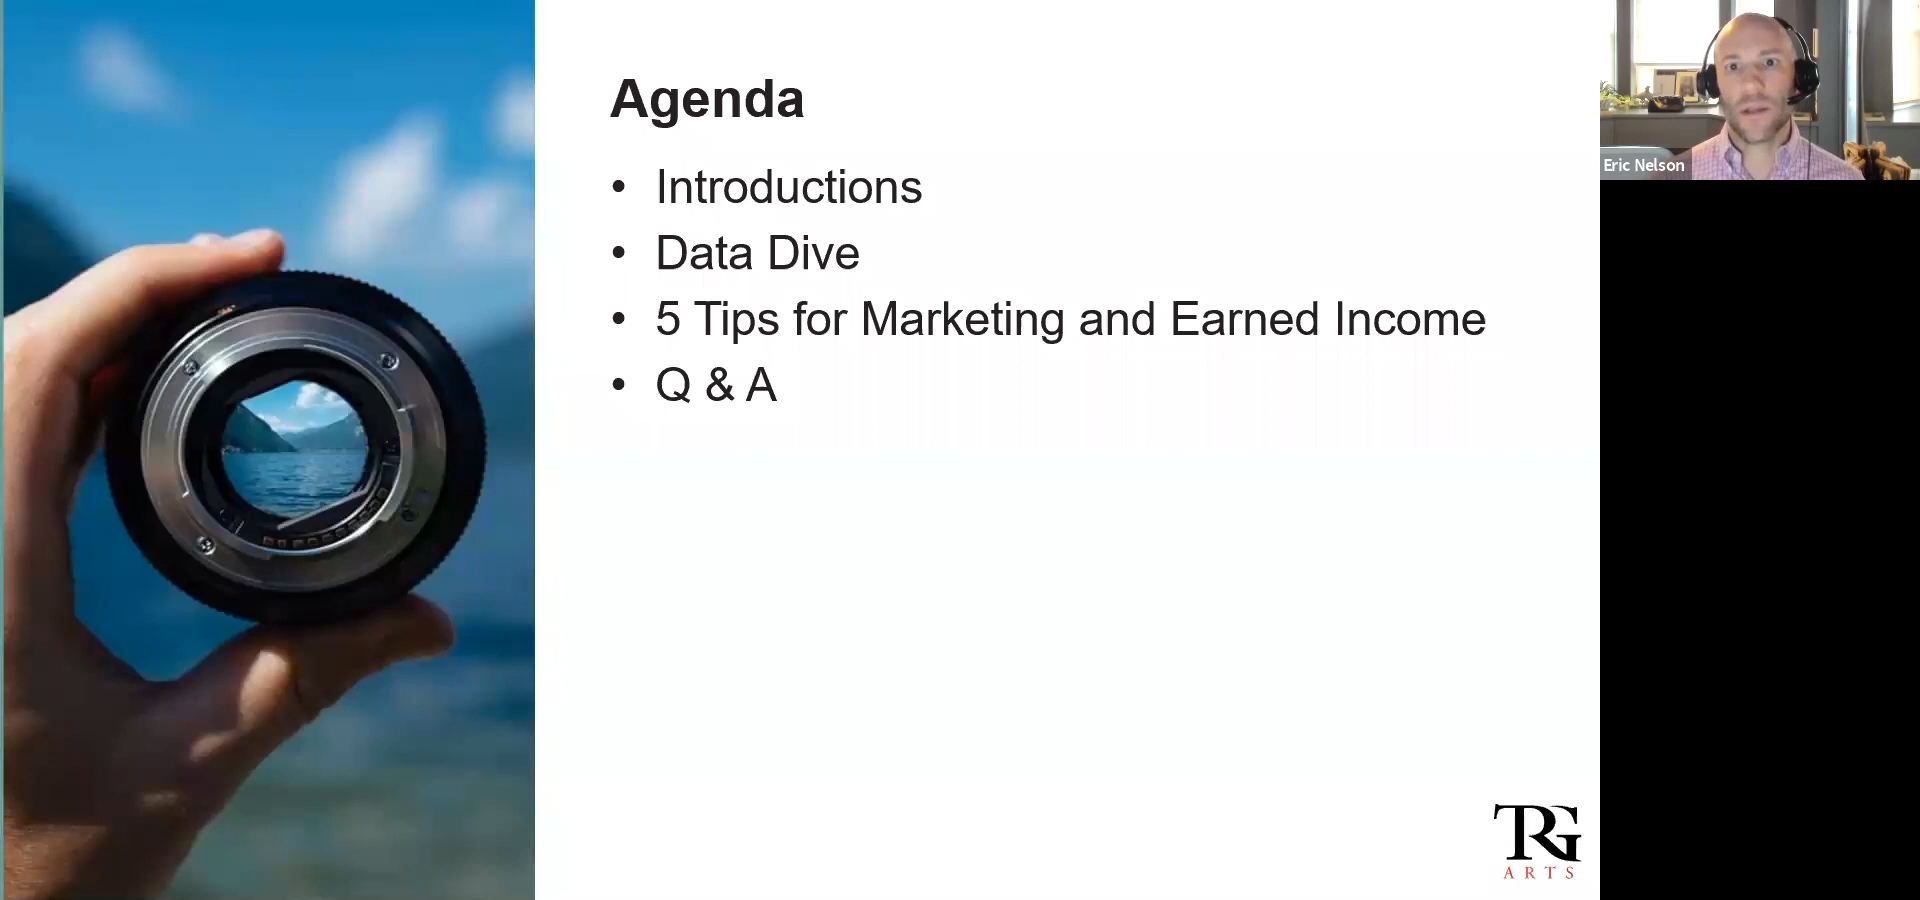 Agenda
• Introductions
• Data Dive
• 5 Tips for Marketing and Earned Income
• Q & A
Eric Nelson
TRG
ARTS